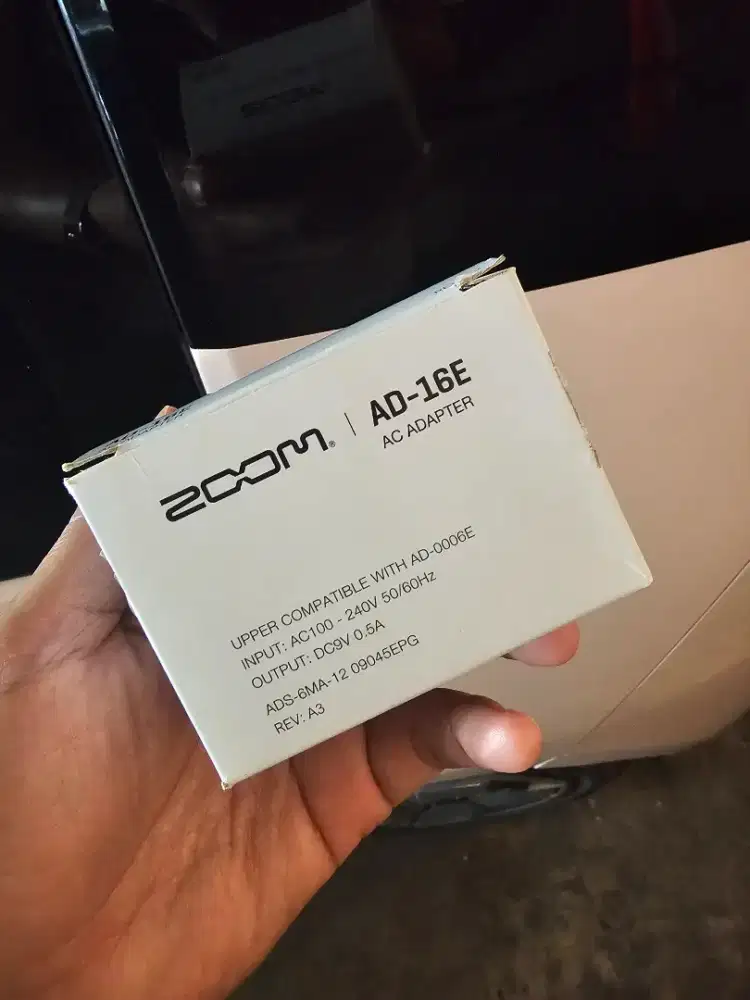 ZOOM® | AD-16E
AC ADAPTER
UPPER COMPATIBLE WITH AD-0006E
INPUT: AC100 - 240V 50/60Hz
OUTPUT: DC9V 0.5A
ADS-6MA-12 09045EPG
REV: A3